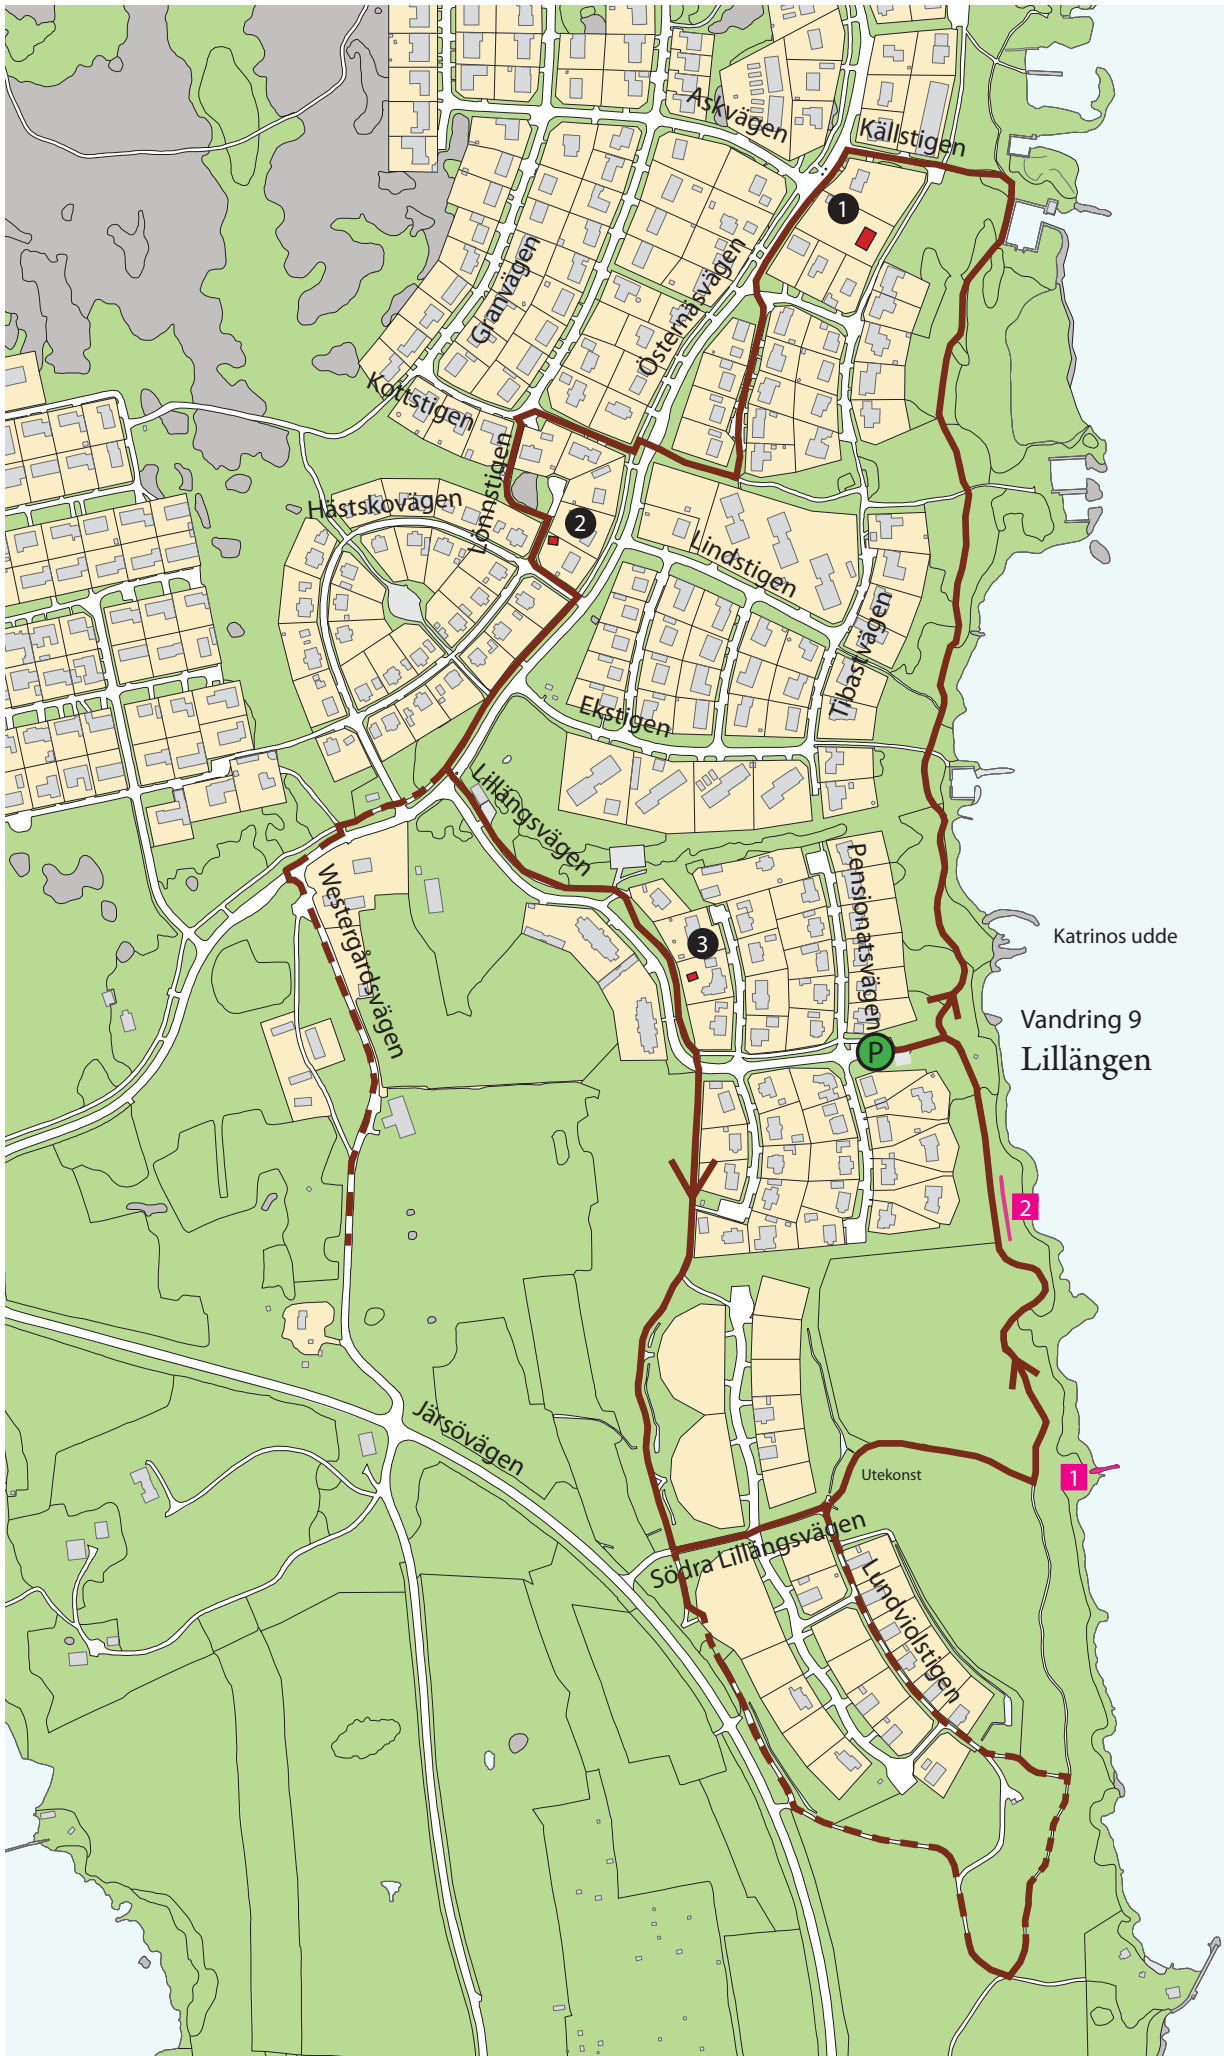 Askvägen
Källstigen
1
Granvägen
Östernäsvägen
Kottstigen
Lönnstigen
Hästskovägen
2
Lindstigen
Tibastvägen
Ekstigen
Lillängsvägen
Westergårdsvägen
Pensionatsvägen
3
Katrinos udde
Vandring 9
Lillängen
P
2
Järsövägen
Utekonst
1
Södra Lillängsvägen
Lundviolstigen